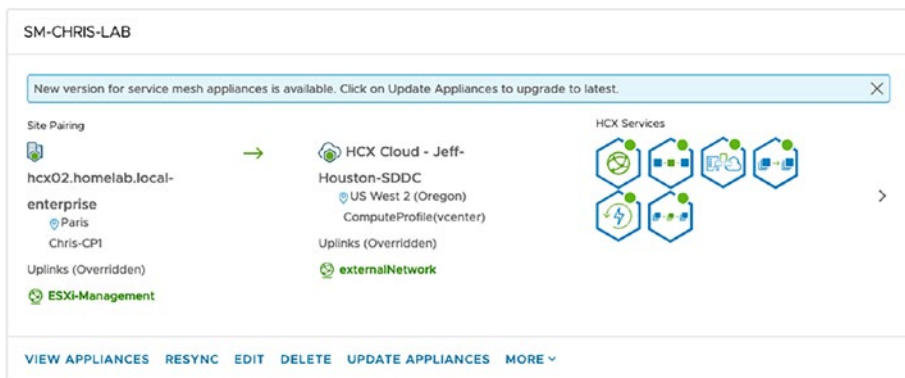 SM-CHRIS-LAB
New version for service mesh appliances is available. Click on Update Appliances to upgrade to latest.
Site Pairing
hcx02.homelab.local-
enterprise
Paris
Chris-CP1
Uplinks (Overridden)
ESXi-Management
HCX Cloud - Jeff-
Houston-SDDC
US West 2 (Oregon)
ComputeProfile(vcenter)
Uplinks (Overridden)
externalNetwork
HCX Services
VIEW APPLIANCES RESYNC EDIT DELETE UPDATE APPLIANCES MORE